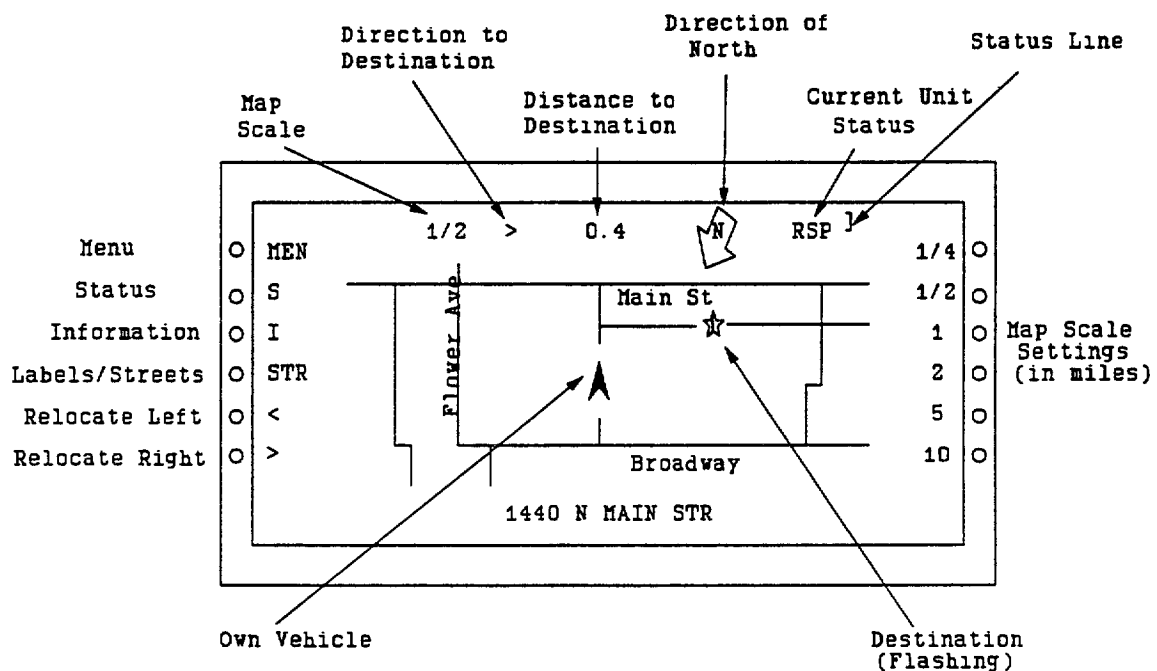 Direction to
Destination
Direction of
North
Status Line
Map
Scale
Distance to
Destination
Current Unit
Status
1/2 > 0.4 N RSP ]
Menu MEN 1/4
Status S 1/2
Information I 1
Labels/Streets STR 2
Relocate Left < 5
Relocate Right > 10
Map Scale
Settings
(in miles)
Flower Ave
Main St
1
Broadway
1440 N MAIN STR
Own Vehicle
Destination
(Flashing)